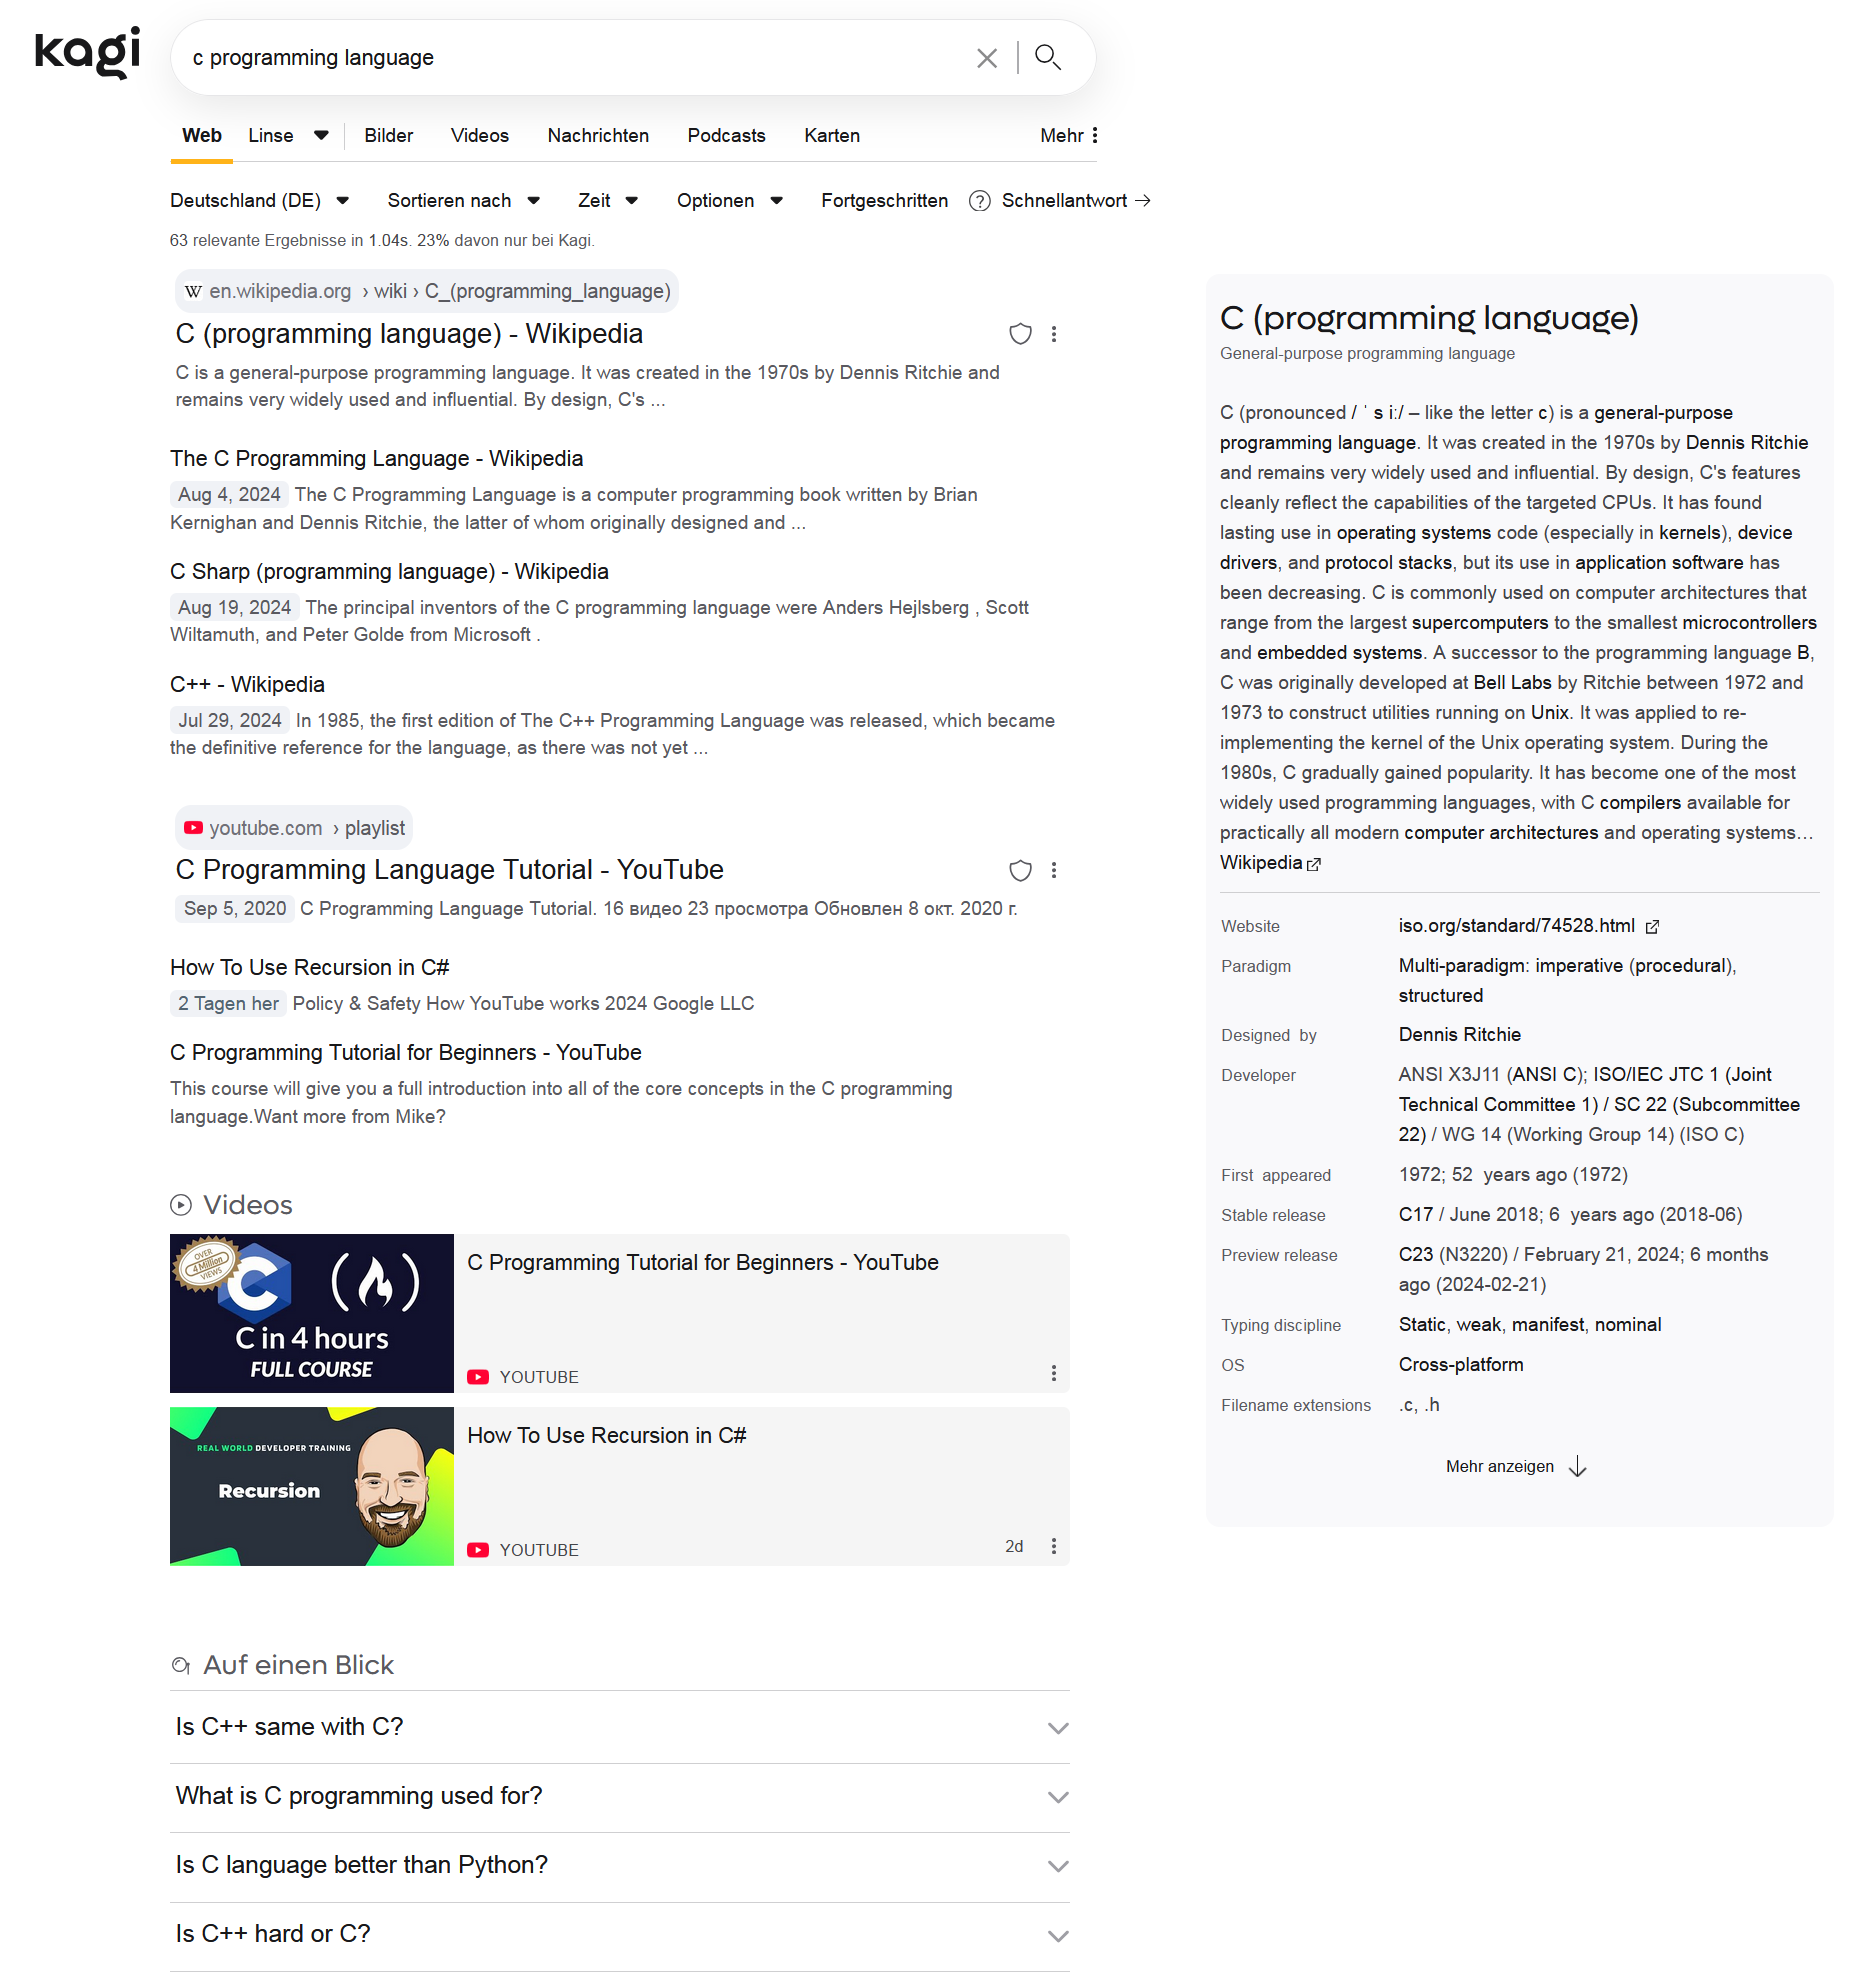 kagi
c programming language
Web Linse Bilder Videos Nachrichten Podcasts Karten Mehr
Deutschland (DE) Sortieren nach Zeit Optionen Fortgeschritten Schnellantwort
63 relevante Ergebnisse in 1.04s. 23% davon nur bei Kagi.
W en.wikipedia.org › wiki › C_(programming_language)
C (programming language) - Wikipedia
C is a general-purpose programming language. It was created in the 1970s by Dennis Ritchie and
remains very widely used and influential. By design, C's ...
The C Programming Language - Wikipedia
Aug 4, 2024 The C Programming Language is a computer programming book written by Brian
Kernighan and Dennis Ritchie, the latter of whom originally designed and ...
C Sharp (programming language) - Wikipedia
Aug 19, 2024 The principal inventors of the C programming language were Anders Hejlsberg , Scott
Wiltamuth, and Peter Golde from Microsoft .
C++ - Wikipedia
Jul 29, 2024 In 1985, the first edition of The C++ Programming Language was released, which became
the definitive reference for the language, as there was not yet ...
youtube.com › playlist
C Programming Language Tutorial - YouTube
Sep 5, 2020 C Programming Language Tutorial. 16 видео 23 просмотра Обновлен 8 окт. 2020 г.
How To Use Recursion in C#
2 Tagen her Policy & Safety How YouTube works 2024 Google LLC
C Programming Tutorial for Beginners - YouTube
This course will give you a full introduction into all of the core concepts in the C programming
language.Want more from Mike?
Videos
OVER
4 Million
VIEWS
C
C in 4 hours
FULL COURSE
C Programming Tutorial for Beginners - YouTube
YOUTUBE
REAL WORLD DEVELOPER TRAINING
Recursion
How To Use Recursion in C#
YOUTUBE 2d
Auf einen Blick
Is C++ same with C?
What is C programming used for?
Is C language better than Python?
Is C++ hard or C?
C (programming language)
General-purpose programming language
C (pronounced / ˈ s iː/ – like the letter c) is a general-purpose
programming language. It was created in the 1970s by Dennis Ritchie
and remains very widely used and influential. By design, C's features
cleanly reflect the capabilities of the targeted CPUs. It has found
lasting use in operating systems code (especially in kernels), device
drivers, and protocol stacks, but its use in application software has
been decreasing. C is commonly used on computer architectures that
range from the largest supercomputers to the smallest microcontrollers
and embedded systems. A successor to the programming language B,
C was originally developed at Bell Labs by Ritchie between 1972 and
1973 to construct utilities running on Unix. It was applied to re-
implementing the kernel of the Unix operating system. During the
1980s, C gradually gained popularity. It has become one of the most
widely used programming languages, with C compilers available for
practically all modern computer architectures and operating systems…
Wikipedia
Website iso.org/standard/74528.html
Paradigm Multi-paradigm: imperative (procedural),
structured
Designed by Dennis Ritchie
Developer ANSI X3J11 (ANSI C); ISO/IEC JTC 1 (Joint
Technical Committee 1) / SC 22 (Subcommittee
22) / WG 14 (Working Group 14) (ISO C)
First appeared 1972; 52 years ago (1972)
Stable release C17 / June 2018; 6 years ago (2018-06)
Preview release C23 (N3220) / February 21, 2024; 6 months
ago (2024-02-21)
Typing discipline Static, weak, manifest, nominal
OS Cross-platform
Filename extensions .c, .h
Mehr anzeigen